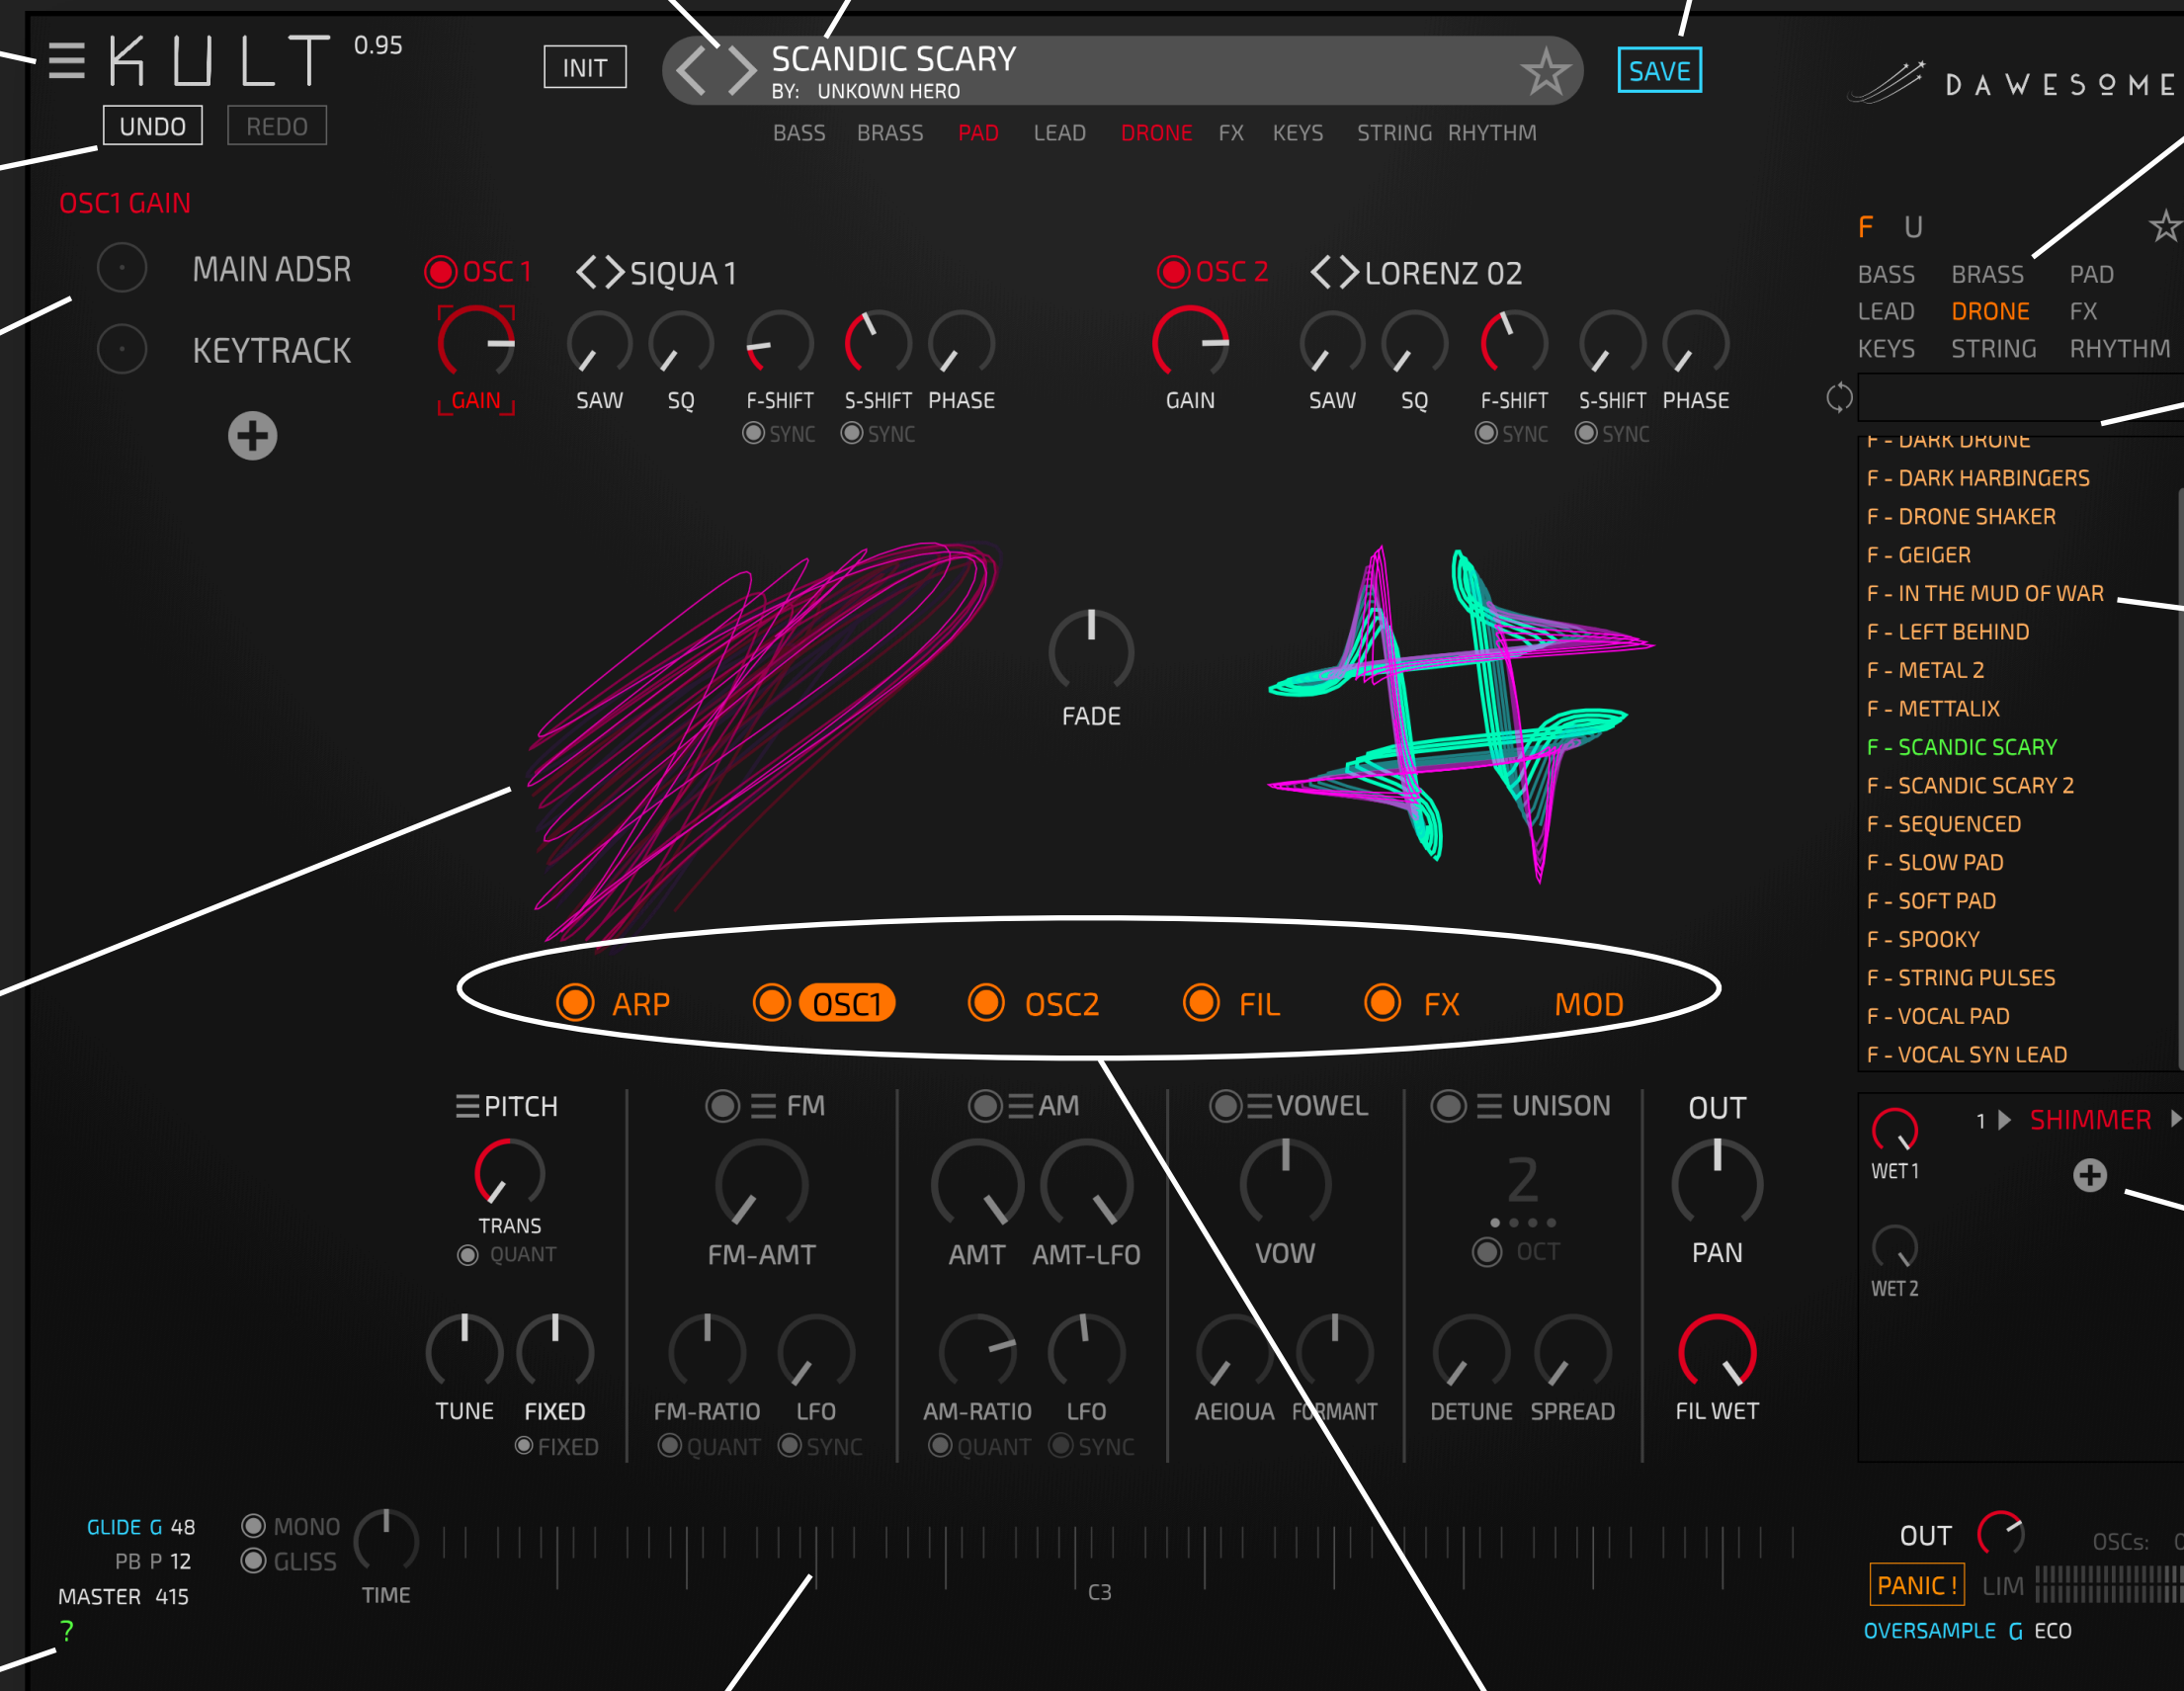 KULT 0.95
INIT
SCANDIC SCARY
BY: UNKOWN HERO
SAVE
DAWESOME
UNDO REDO
BASS BRASS PAD LEAD DRONE FX KEYS STRING RHYTHM
OSC1 GAIN
MAIN ADSR
KEYTRACK
OSC 1 SIQUA 1
GAIN SAW SQ F-SHIFT S-SHIFT PHASE
SYNC SYNC
OSC 2 LORENZ 02
GAIN SAW SQ F-SHIFT S-SHIFT PHASE
SYNC SYNC
F U
BASS BRASS PAD
LEAD DRONE FX
KEYS STRING RHYTHM
F - DARK DRONE
F - DARK HARBINGERS
F - DRONE SHAKER
F - GEIGER
F - IN THE MUD OF WAR
F - LEFT BEHIND
F - METAL 2
F - METTALIX
F - SCANDIC SCARY
F - SCANDIC SCARY 2
F - SEQUENCED
F - SLOW PAD
F - SOFT PAD
F - SPOOKY
F - STRING PULSES
F - VOCAL PAD
F - VOCAL SYN LEAD
FADE
ARP OSC1 OSC2 FIL FX MOD
PITCH FM AM VOWEL UNISON OUT
2
TRANS
QUANT
FM-AMT AMT AMT-LFO VOW OCT PAN
TUNE FIXED FM-RATIO LFO AM-RATIO LFO AEIOUA FORMANT DETUNE SPREAD FIL WET
FIXED QUANT SYNC QUANT SYNC
1 SHIMMER
WET 1
WET 2
GLIDE G 48
PB P 12
MASTER 415
?
MONO
GLISS
TIME
C3
OUT OSCs:
PANIC ! LIM
OVERSAMPLE G ECO